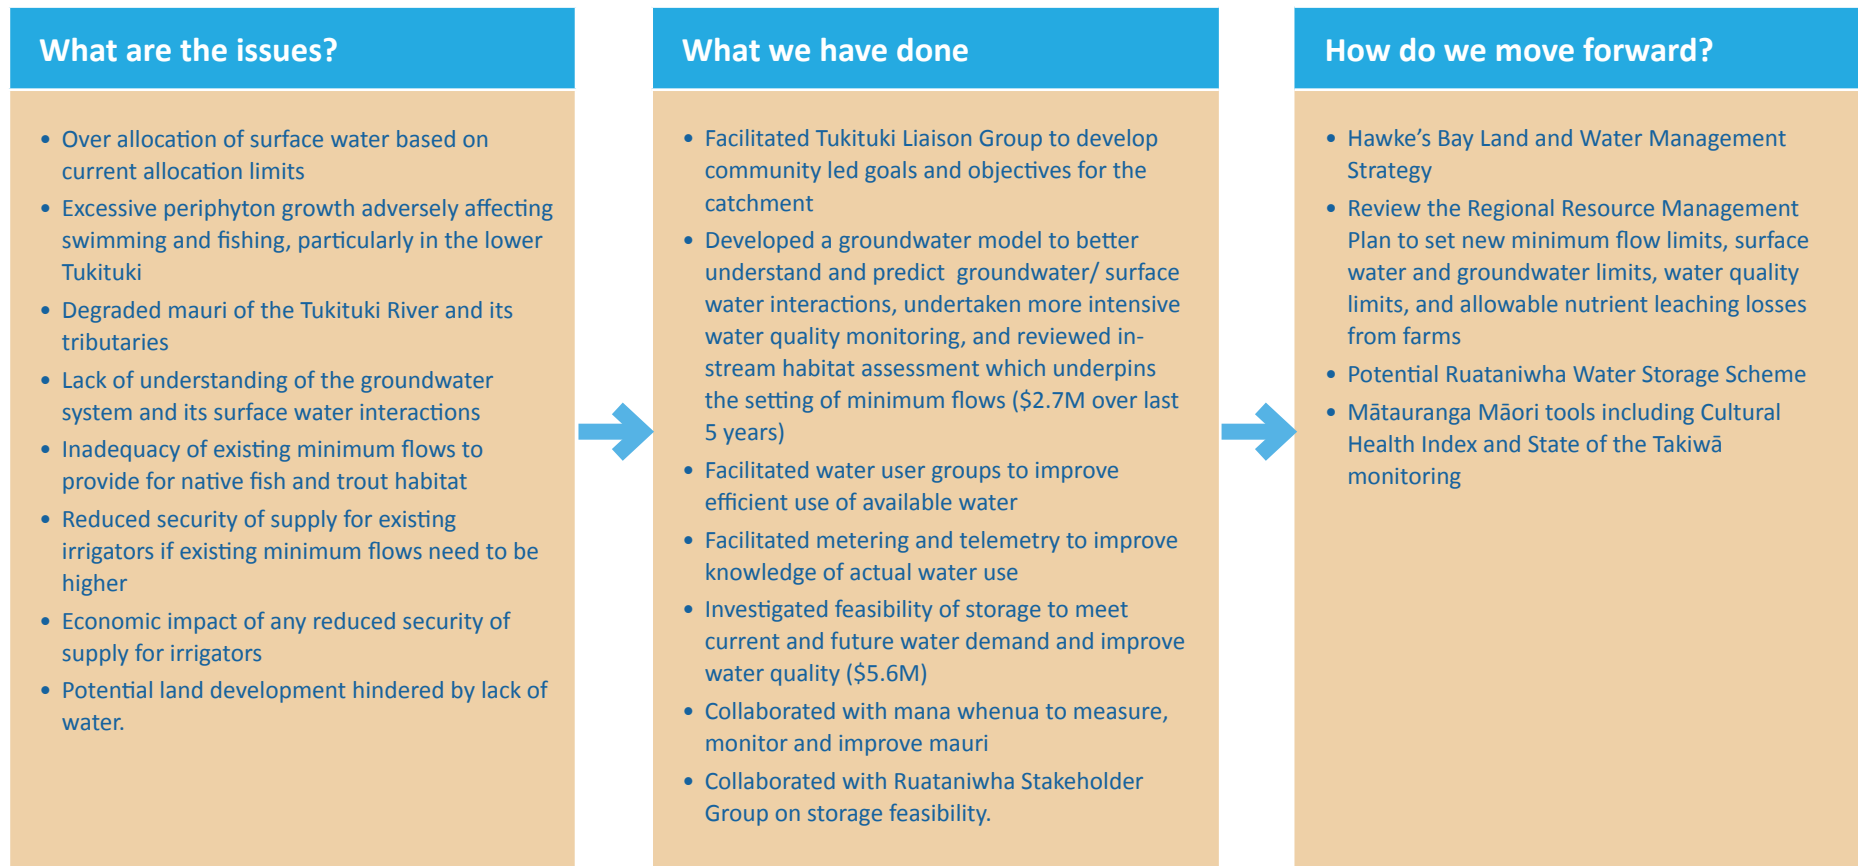 What are the issues?
• Over allocation of surface water based on
current allocation limits
• Excessive periphyton growth adversely affecting
swimming and fishing, particularly in the lower
Tukituki
• Degraded mauri of the Tukituki River and its
tributaries
• Lack of understanding of the groundwater
system and its surface water interactions
• Inadequacy of existing minimum flows to
provide for native fish and trout habitat
• Reduced security of supply for existing
irrigators if existing minimum flows need to be
higher
• Economic impact of any reduced security of
supply for irrigators
• Potential land development hindered by lack of
water.
What we have done
• Facilitated Tukituki Liaison Group to develop
community led goals and objectives for the
catchment
• Developed a groundwater model to better
understand and predict groundwater/ surface
water interactions, undertaken more intensive
water quality monitoring, and reviewed in-
stream habitat assessment which underpins
the setting of minimum flows ($2.7M over last
5 years)
• Facilitated water user groups to improve
efficient use of available water
• Facilitated metering and telemetry to improve
knowledge of actual water use
• Investigated feasibility of storage to meet
current and future water demand and improve
water quality ($5.6M)
• Collaborated with mana whenua to measure,
monitor and improve mauri
• Collaborated with Ruataniwha Stakeholder
Group on storage feasibility.
How do we move forward?
• Hawke’s Bay Land and Water Management
Strategy
• Review the Regional Resource Management
Plan to set new minimum flow limits, surface
water and groundwater limits, water quality
limits, and allowable nutrient leaching losses
from farms
• Potential Ruataniwha Water Storage Scheme
• Mātauranga Māori tools including Cultural
Health Index and State of the Takiwā
monitoring